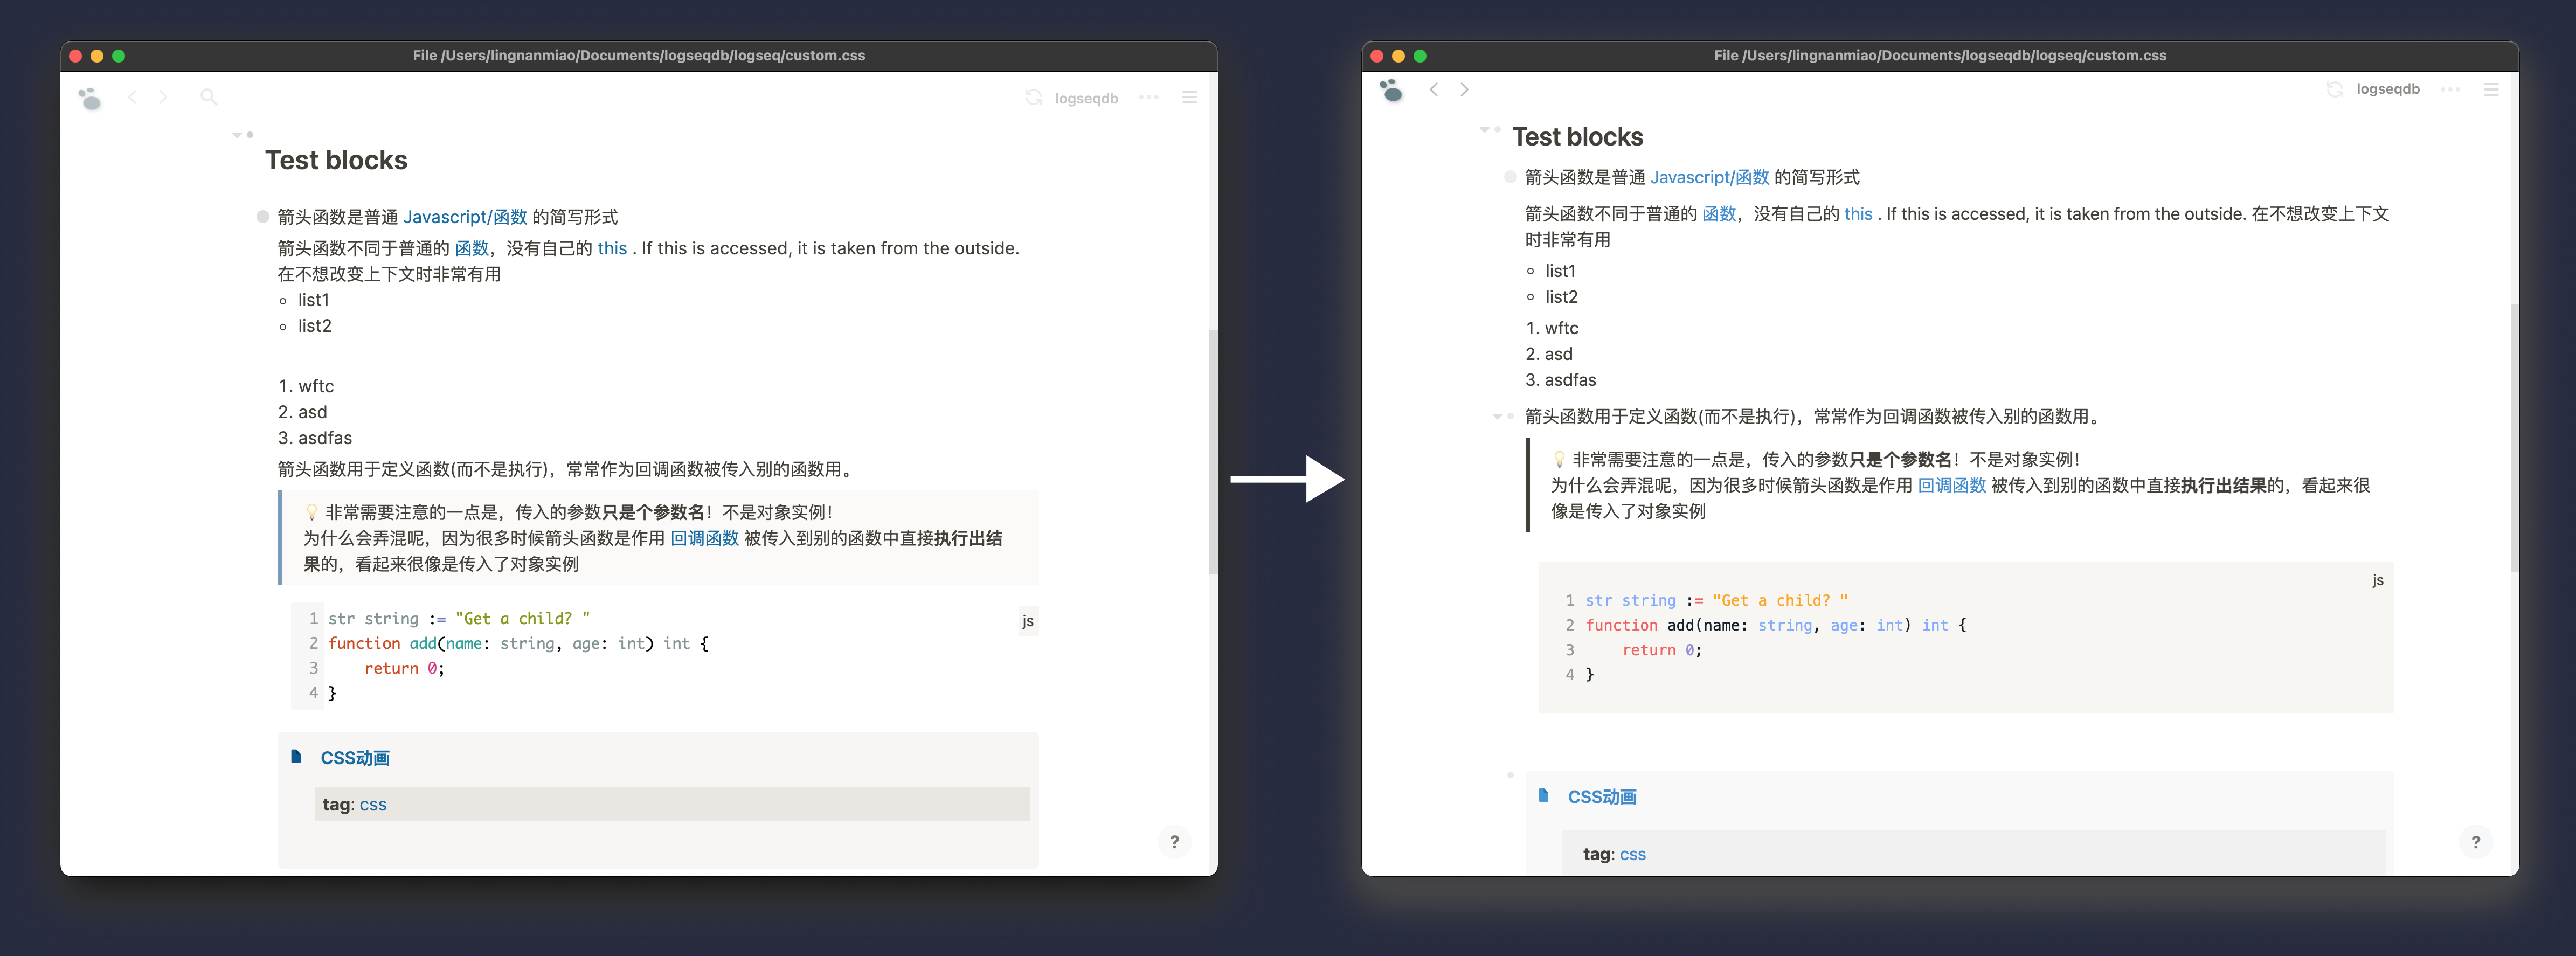 File /Users/lingnanmiao/Documents/logseqdb/logseq/custom.css
logseqdb
Test blocks
箭头函数是普通 Javascript/函数 的简写形式
箭头函数不同于普通的 函数，没有自己的 this . If this is accessed, it is taken from the outside.
在不想改变上下文时非常有用
list1
list2
1. wftc
2. asd
3. asdfas
箭头函数用于定义函数(而不是执行)，常常作为回调函数被传入别的函数用。
💡 非常需要注意的一点是，传入的参数只是个参数名！不是对象实例！
为什么会弄混呢，因为很多时候箭头函数是作用 回调函数 被传入到别的函数中直接执行出结
果的，看起来很像是传入了对象实例
js
1 str string := "Get a child? "
2 function add(name: string, age: int) int {
3     return 0;
4 }
CSS动画
tag: css
?
File /Users/lingnanmiao/Documents/logseqdb/logseq/custom.css
logseqdb
Test blocks
箭头函数是普通 Javascript/函数 的简写形式
箭头函数不同于普通的 函数，没有自己的 this . If this is accessed, it is taken from the outside. 在不想改变上下文
时非常有用
list1
list2
1. wftc
2. asd
3. asdfas
箭头函数用于定义函数(而不是执行)，常常作为回调函数被传入别的函数用。
💡 非常需要注意的一点是，传入的参数只是个参数名！不是对象实例！
为什么会弄混呢，因为很多时候箭头函数是作用 回调函数 被传入到别的函数中直接执行出结果的，看起来很
像是传入了对象实例
js
1 str string := "Get a child? "
2 function add(name: string, age: int) int {
3     return 0;
4 }
CSS动画
tag: css
?